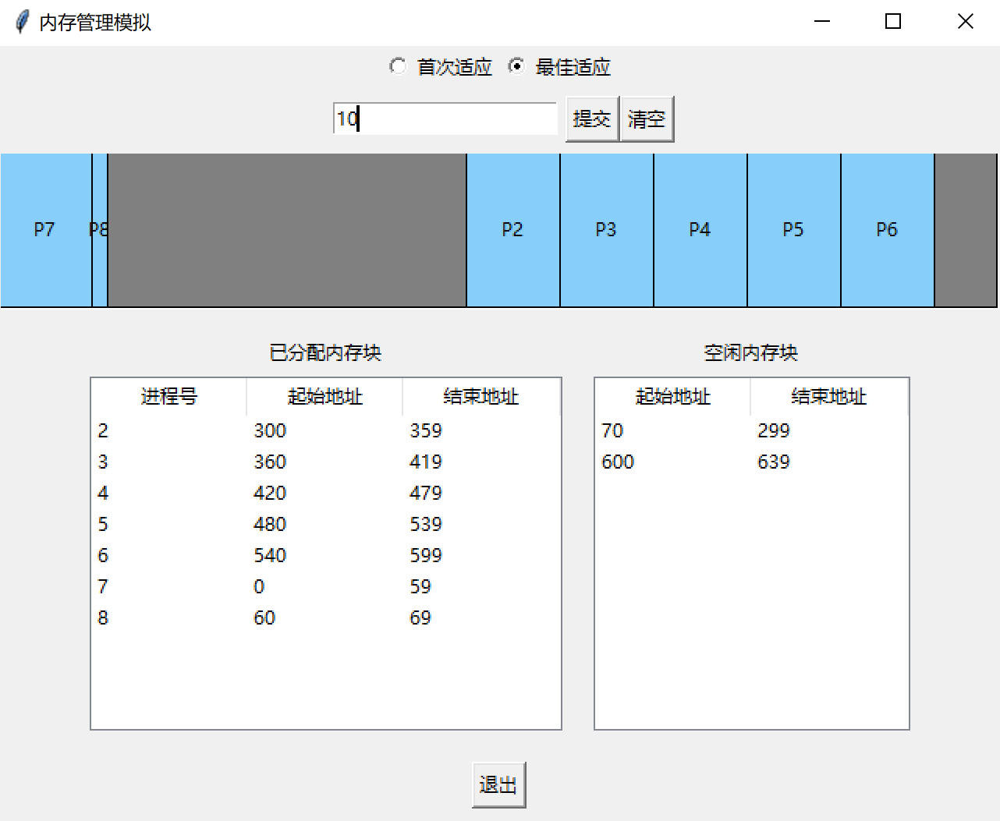 内存管理模拟
首次适应 最佳适应
10 提交 清空
P7 P8 P2 P3 P4 P5 P6
已分配内存块 空闲内存块
进程号 起始地址 结束地址 起始地址 结束地址
2 300 359 70 299
3 360 419 600 639
4 420 479
5 480 539
6 540 599
7 0 59
8 60 69
退出